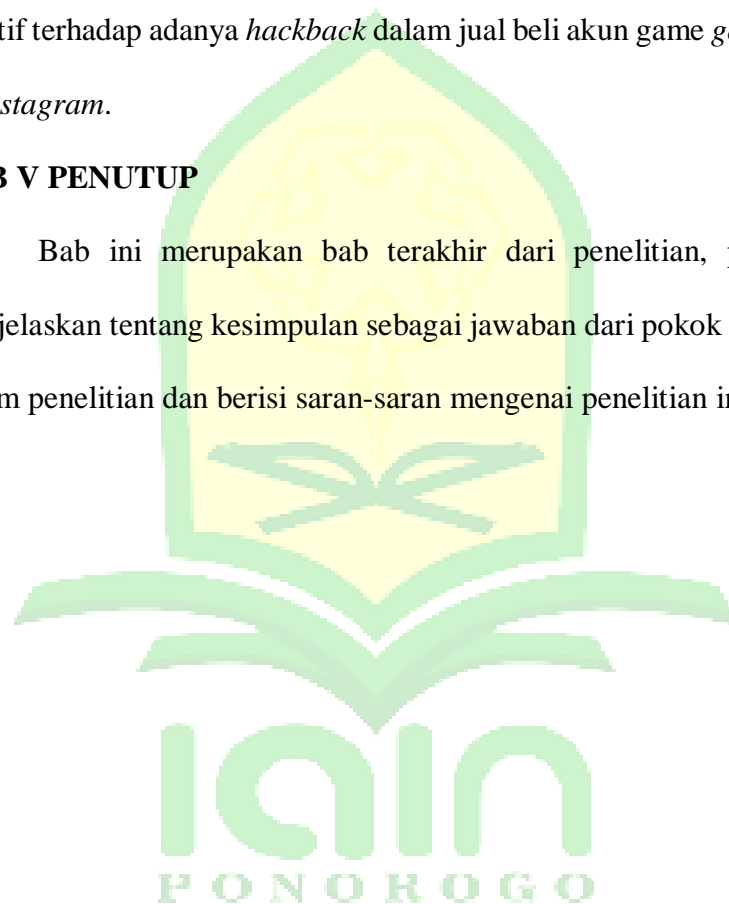 tif terhadap adanya hackback dalam jual beli akun game g
stagram.
B V PENUTUP
Bab ini merupakan bab terakhir dari penelitian, p
jelaskan tentang kesimpulan sebagai jawaban dari pokok
m penelitian dan berisi saran-saran mengenai penelitian in
iain
PONOROGO